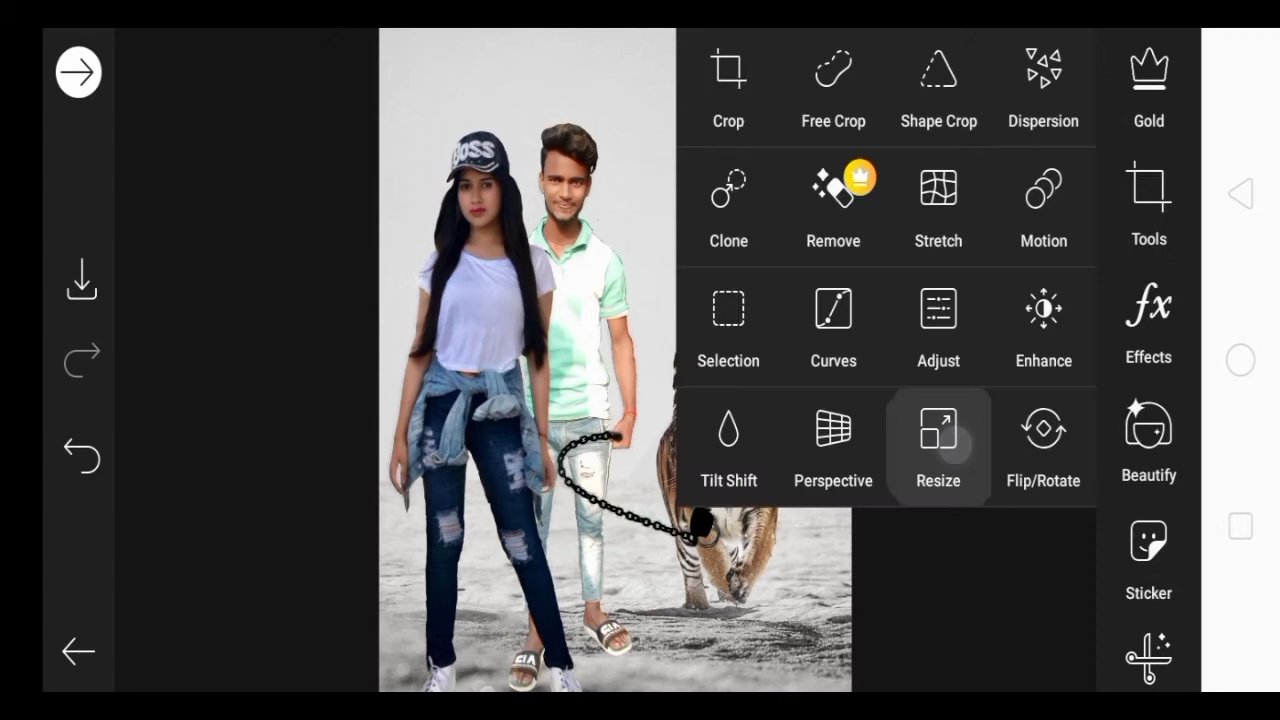 Crop Free Crop Shape Crop Dispersion Gold
Clone Remove Stretch Motion Tools
Selection Curves Adjust Enhance Effects
fx
Tilt Shift Perspective Resize Flip/Rotate Beautify
Sticker
BOSS